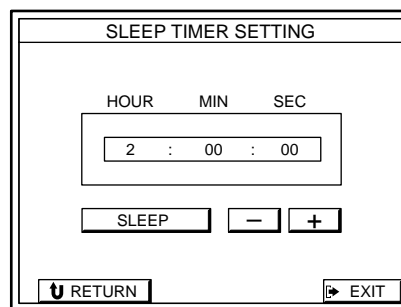 SLEEP TIMER SETTING
HOUR MIN SEC
2 : 00 : 00
SLEEP − +
RETURN EXIT